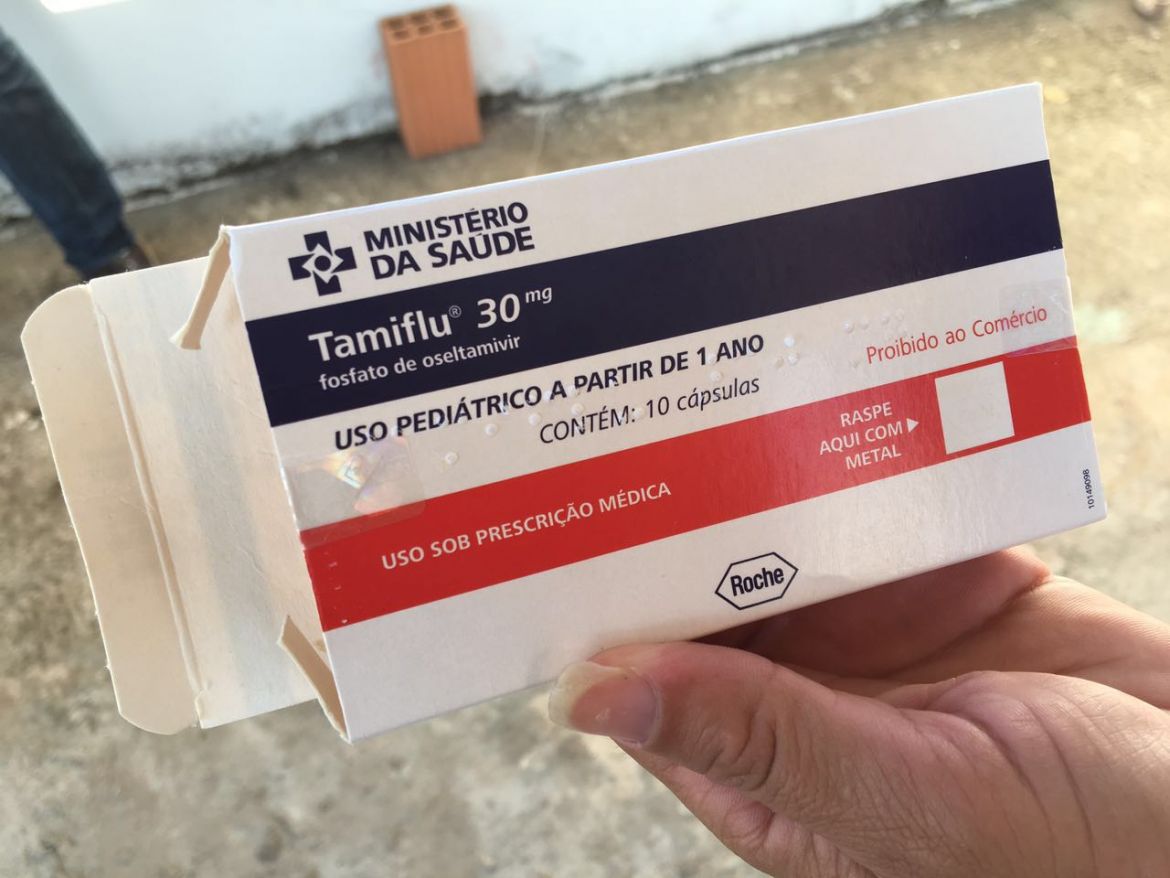 MINISTÉRIO
DA SAÚDE
Tamiflu® 30 mg
fosfato de oseltamivir
USO PEDIÁTRICO A PARTIR DE 1 ANO
CONTÉM: 10 cápsulas
Proibido ao Comércio
RASPE
AQUI COM
METAL
USO SOB PRESCRIÇÃO MÉDICA
Roche
10149098